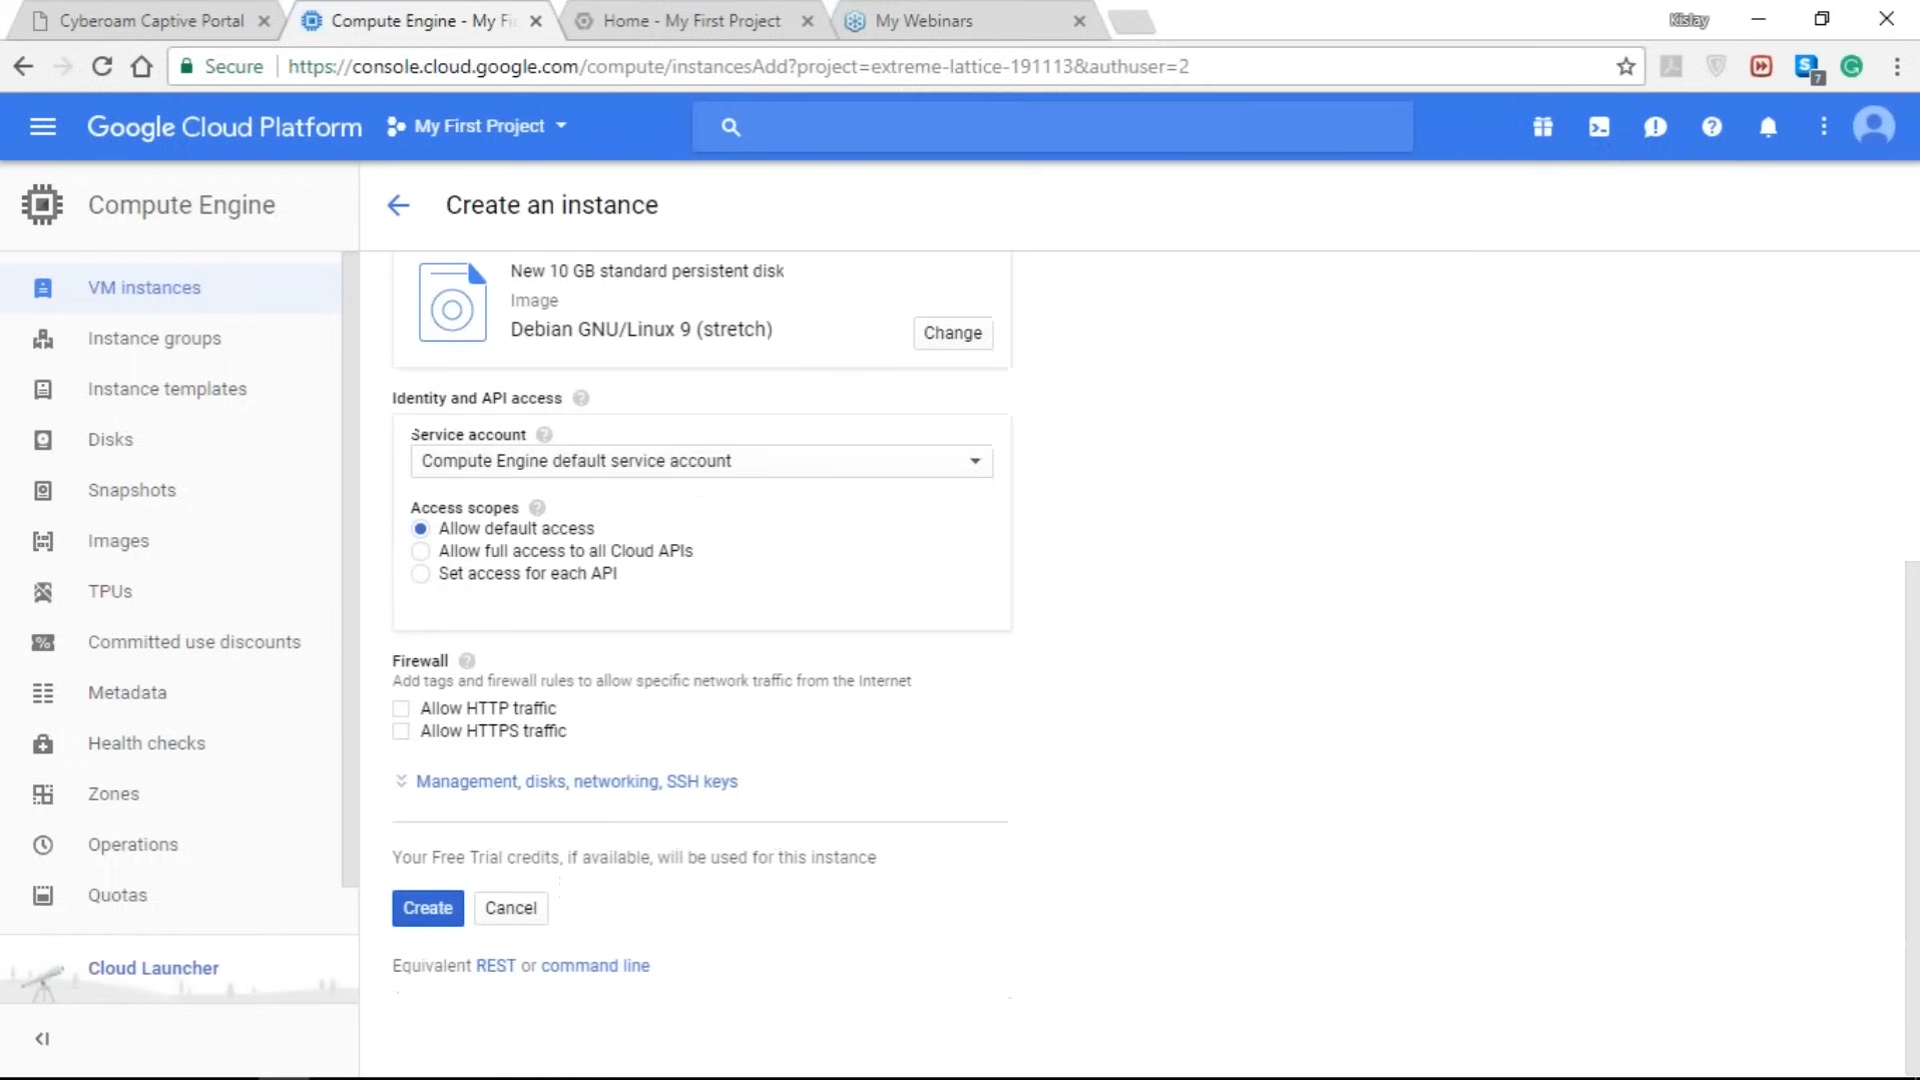 Cyberoam Captive Portal
Compute Engine - My Fi
Home - My First Project
My Webinars
Kislay
Secure
https://console.cloud.google.com/compute/instancesAdd?project=extreme-lattice-191113&authuser=2
7
Google Cloud Platform
My First Project
Compute Engine
Create an instance
VM instances
Instance groups
Instance templates
Disks
Snapshots
Images
TPUs
Committed use discounts
Metadata
Health checks
Zones
Operations
Quotas
Cloud Launcher
New 10 GB standard persistent disk
Image
Debian GNU/Linux 9 (stretch)
Change
Identity and API access
Service account
Compute Engine default service account
Access scopes
Allow default access
Allow full access to all Cloud APIs
Set access for each API
Firewall
Add tags and firewall rules to allow specific network traffic from the Internet
Allow HTTP traffic
Allow HTTPS traffic
Management, disks, networking, SSH keys
Your Free Trial credits, if available, will be used for this instance
Create
Cancel
Equivalent REST or command line